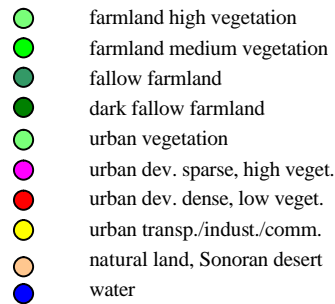 farmland high vegetation
farmland medium vegetation
fallow farmland
dark fallow farmland
urban vegetation
urban dev. sparse, high veget.
urban dev. dense, low veget.
urban transp./indust./comm.
natural land, Sonoran desert
water